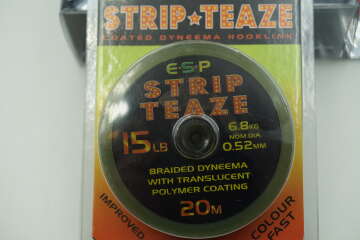 STRIP★TEAZE
COATED DYNEEMA HOOKLINK
E·S·P
STRIP
TEAZE
15LB
6.8KG
NOM DIA
0.52MM
BRAIDED DYNEEMA
WITH TRANSLUCENT
POLYMER COATING
20M
IMPROVED
COLOUR
FAST